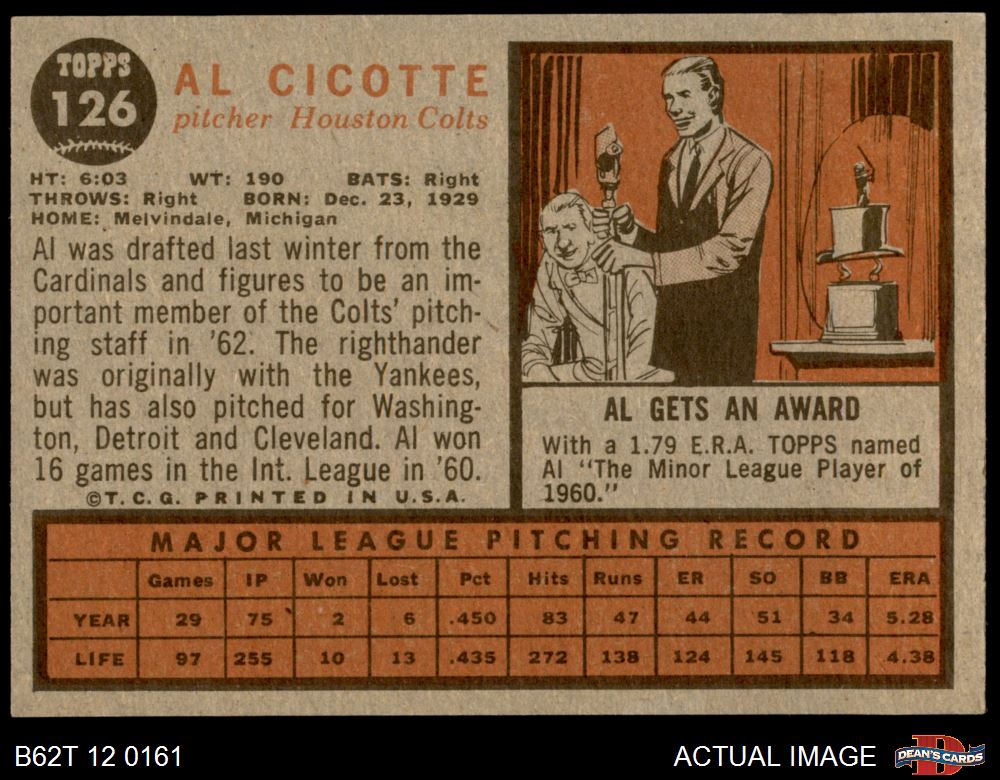 TOPPS
126
AL CICOTTE
pitcher Houston Colts
HT: 6:03 WT: 190 BATS: Right
THROWS: Right BORN: Dec. 23, 1929
HOME: Melvindale, Michigan
Al was drafted last winter from the
Cardinals and figures to be an im-
portant member of the Colts' pitch-
ing staff in '62. The righthander
was originally with the Yankees,
but has also pitched for Washing-
ton, Detroit and Cleveland. Al won
16 games in the Int. League in '60.
©T.C.G. PRINTED IN U.S.A.
AL GETS AN AWARD
With a 1.79 E.R.A. TOPPS named
Al "The Minor League Player of
1960."
MAJOR LEAGUE PITCHING RECORD
Games IP Won Lost Pct Hits Runs ER SO BB ERA
YEAR 29 75 2 6 .450 83 47 44 51 34 5.28
LIFE 97 255 10 13 .435 272 138 124 145 118 4.38
B62T 12 0161
ACTUAL IMAGE
D
DEAN'S CARDS